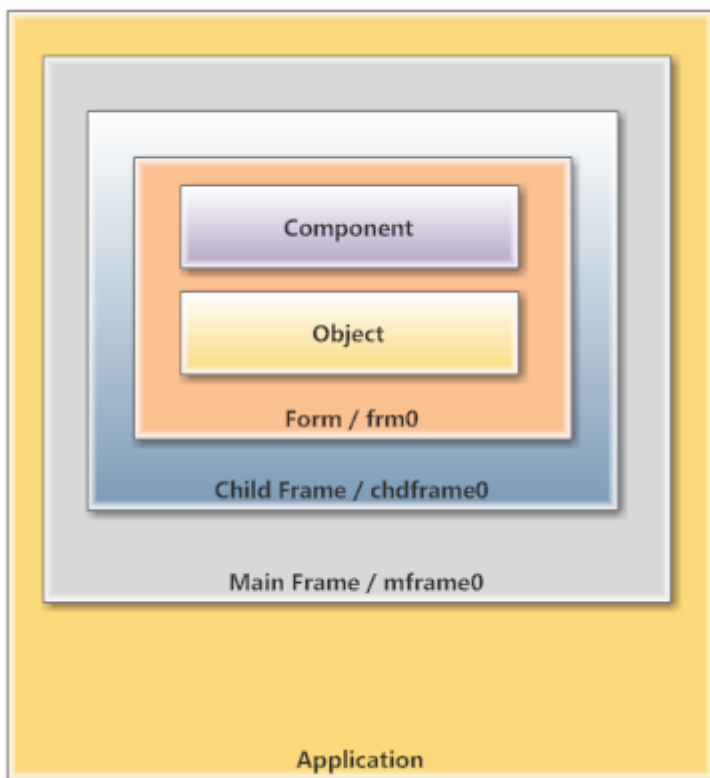 Component
Object
Form / frm0
Child Frame / chdframe0
Main Frame / mframe0
Application